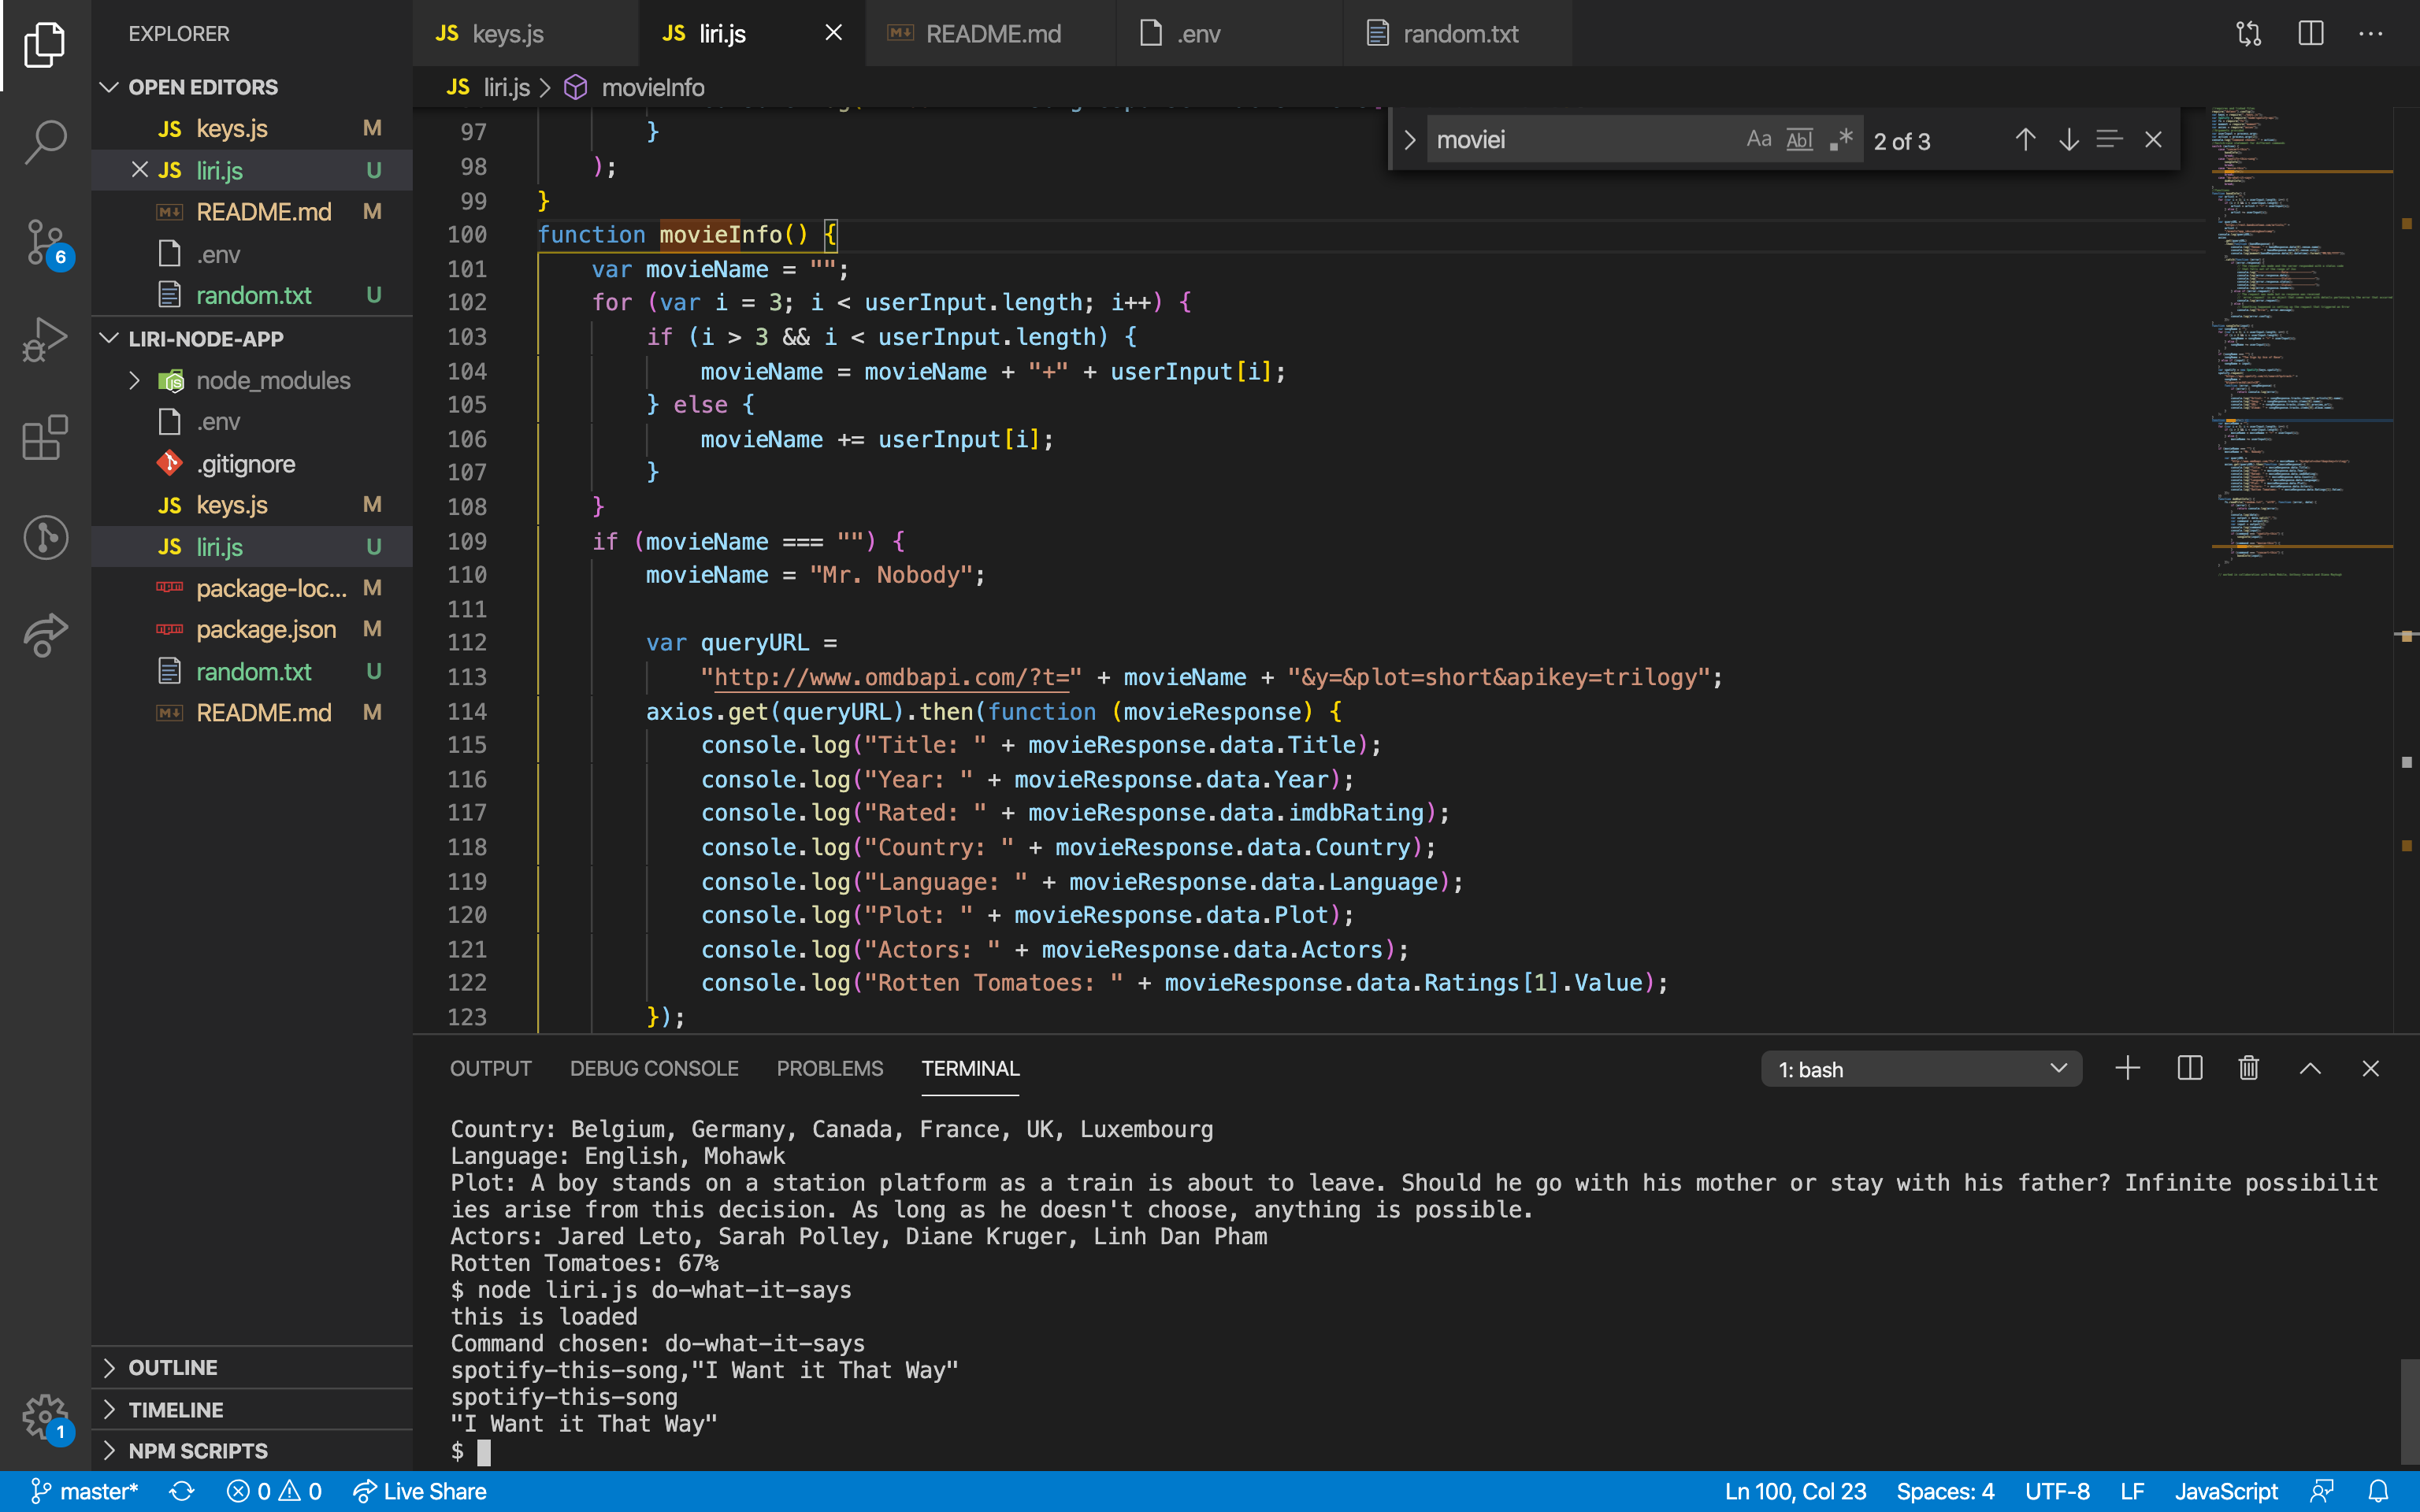 EXPLORER
OPEN EDITORS
JS keys.js M
JS liri.js U
README.md M
.env
random.txt U
LIRI-NODE-APP
node_modules
.env
.gitignore
JS keys.js M
JS liri.js U
package-loc... M
package.json M
random.txt U
README.md M
OUTLINE
TIMELINE
NPM SCRIPTS
6
1
JS keys.js
JS liri.js
README.md
.env
random.txt
JS liri.js > movieInfo
moviei
Aa Abl .* 2 of 3
97 }
98 );
99 }
100 function movieInfo() {
101 var movieName = "";
102 for (var i = 3; i < userInput.length; i++) {
103 if (i > 3 && i < userInput.length) {
104 movieName = movieName + "+" + userInput[i];
105 } else {
106 movieName += userInput[i];
107 }
108 }
109 if (movieName === "") {
110 movieName = "Mr. Nobody";
111
112 var queryURL =
113 "http://www.omdbapi.com/?t=" + movieName + "&y=&plot=short&apikey=trilogy";
114 axios.get(queryURL).then(function (movieResponse) {
115 console.log("Title: " + movieResponse.data.Title);
116 console.log("Year: " + movieResponse.data.Year);
117 console.log("Rated: " + movieResponse.data.imdbRating);
118 console.log("Country: " + movieResponse.data.Country);
119 console.log("Language: " + movieResponse.data.Language);
120 console.log("Plot: " + movieResponse.data.Plot);
121 console.log("Actors: " + movieResponse.data.Actors);
122 console.log("Rotten Tomatoes: " + movieResponse.data.Ratings[1].Value);
123 });
OUTPUT DEBUG CONSOLE PROBLEMS TERMINAL
1: bash
Country: Belgium, Germany, Canada, France, UK, Luxembourg
Language: English, Mohawk
Plot: A boy stands on a station platform as a train is about to leave. Should he go with his mother or stay with his father? Infinite possibilit
ies arise from this decision. As long as he doesn't choose, anything is possible.
Actors: Jared Leto, Sarah Polley, Diane Kruger, Linh Dan Pham
Rotten Tomatoes: 67%
$ node liri.js do-what-it-says
this is loaded
Command chosen: do-what-it-says
spotify-this-song,"I Want it That Way"
spotify-this-song
"I Want it That Way"
$
master* 0 0 Live Share
Ln 100, Col 23 Spaces: 4 UTF-8 LF JavaScript